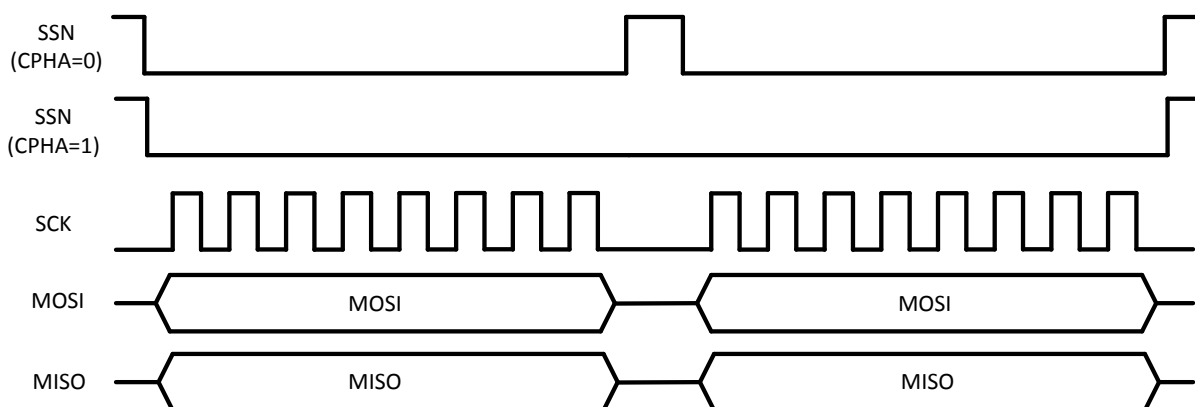 SSN
(CPHA=0)
SSN
(CPHA=1)
SCK
MOSI MOSI MOSI
MISO MISO MISO